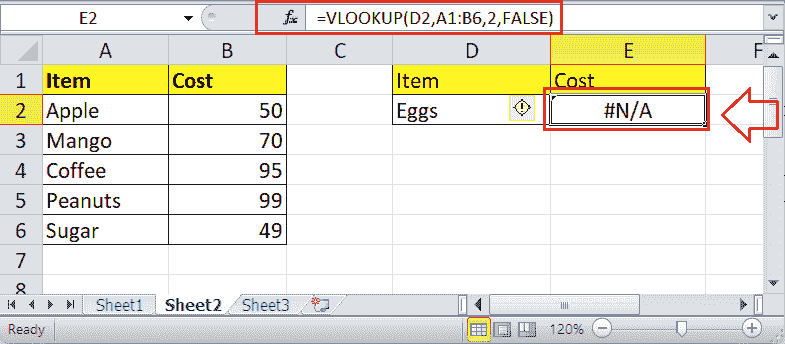 E2 fx =VLOOKUP(D2,A1:B6,2,FALSE)
A B C D E F
1 Item Cost Item Cost
2 Apple 50 Eggs #N/A
3 Mango 70
4 Coffee 95
5 Peanuts 99
6 Sugar 49
7
8
Sheet1 Sheet2 Sheet3
Ready 120%